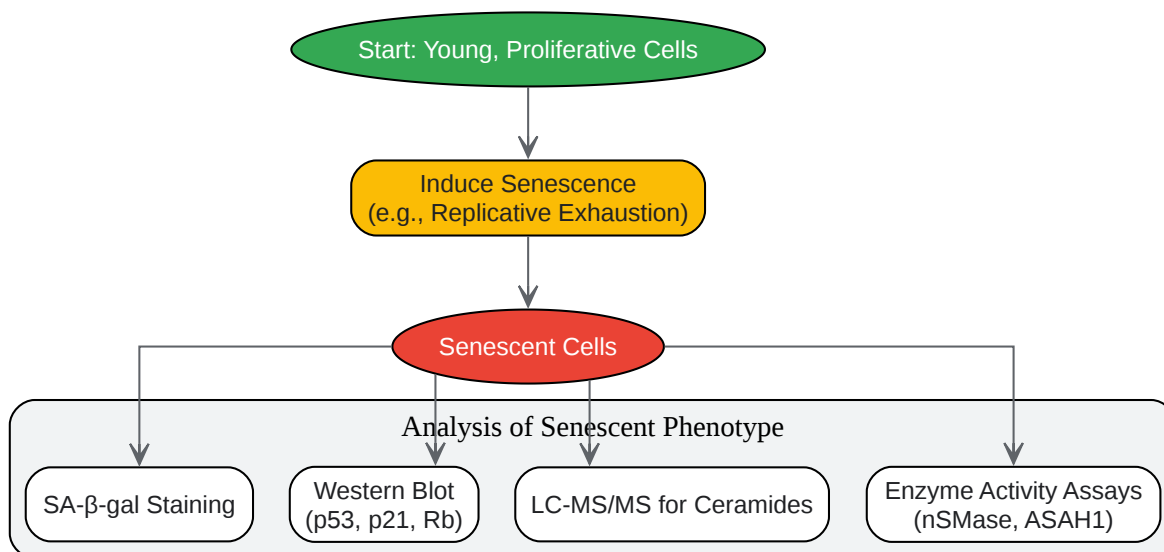 Start: Young, Proliferative Cells
Induce Senescence
(e.g., Replicative Exhaustion)
Senescent Cells
Analysis of Senescent Phenotype
SA-β-gal Staining
Western Blot
(p53, p21, Rb)
LC-MS/MS for Ceramides
Enzyme Activity Assays
(nSMase, ASAH1)